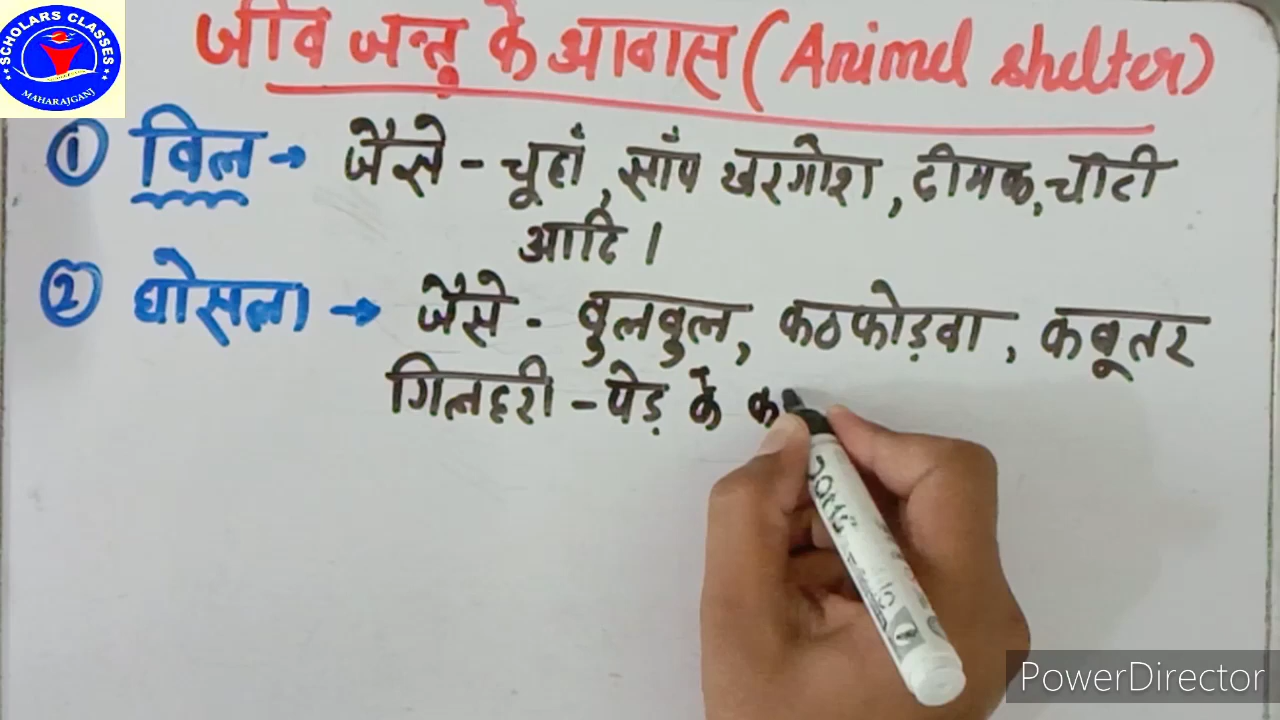 SCHOLARS CLASSES
MAHARAJGANJ
जीव जन्तु के आवास (Animal shelter)
① विल → जैसे - चूहाँ, साँप खरगोश, दीमक, चीटी
आदि ।
② घोसला → जैसे - बुलबुल, कठफोड़वा, कबूतर
गिलहरी - पेड़ के क
DOMS
PowerDirector